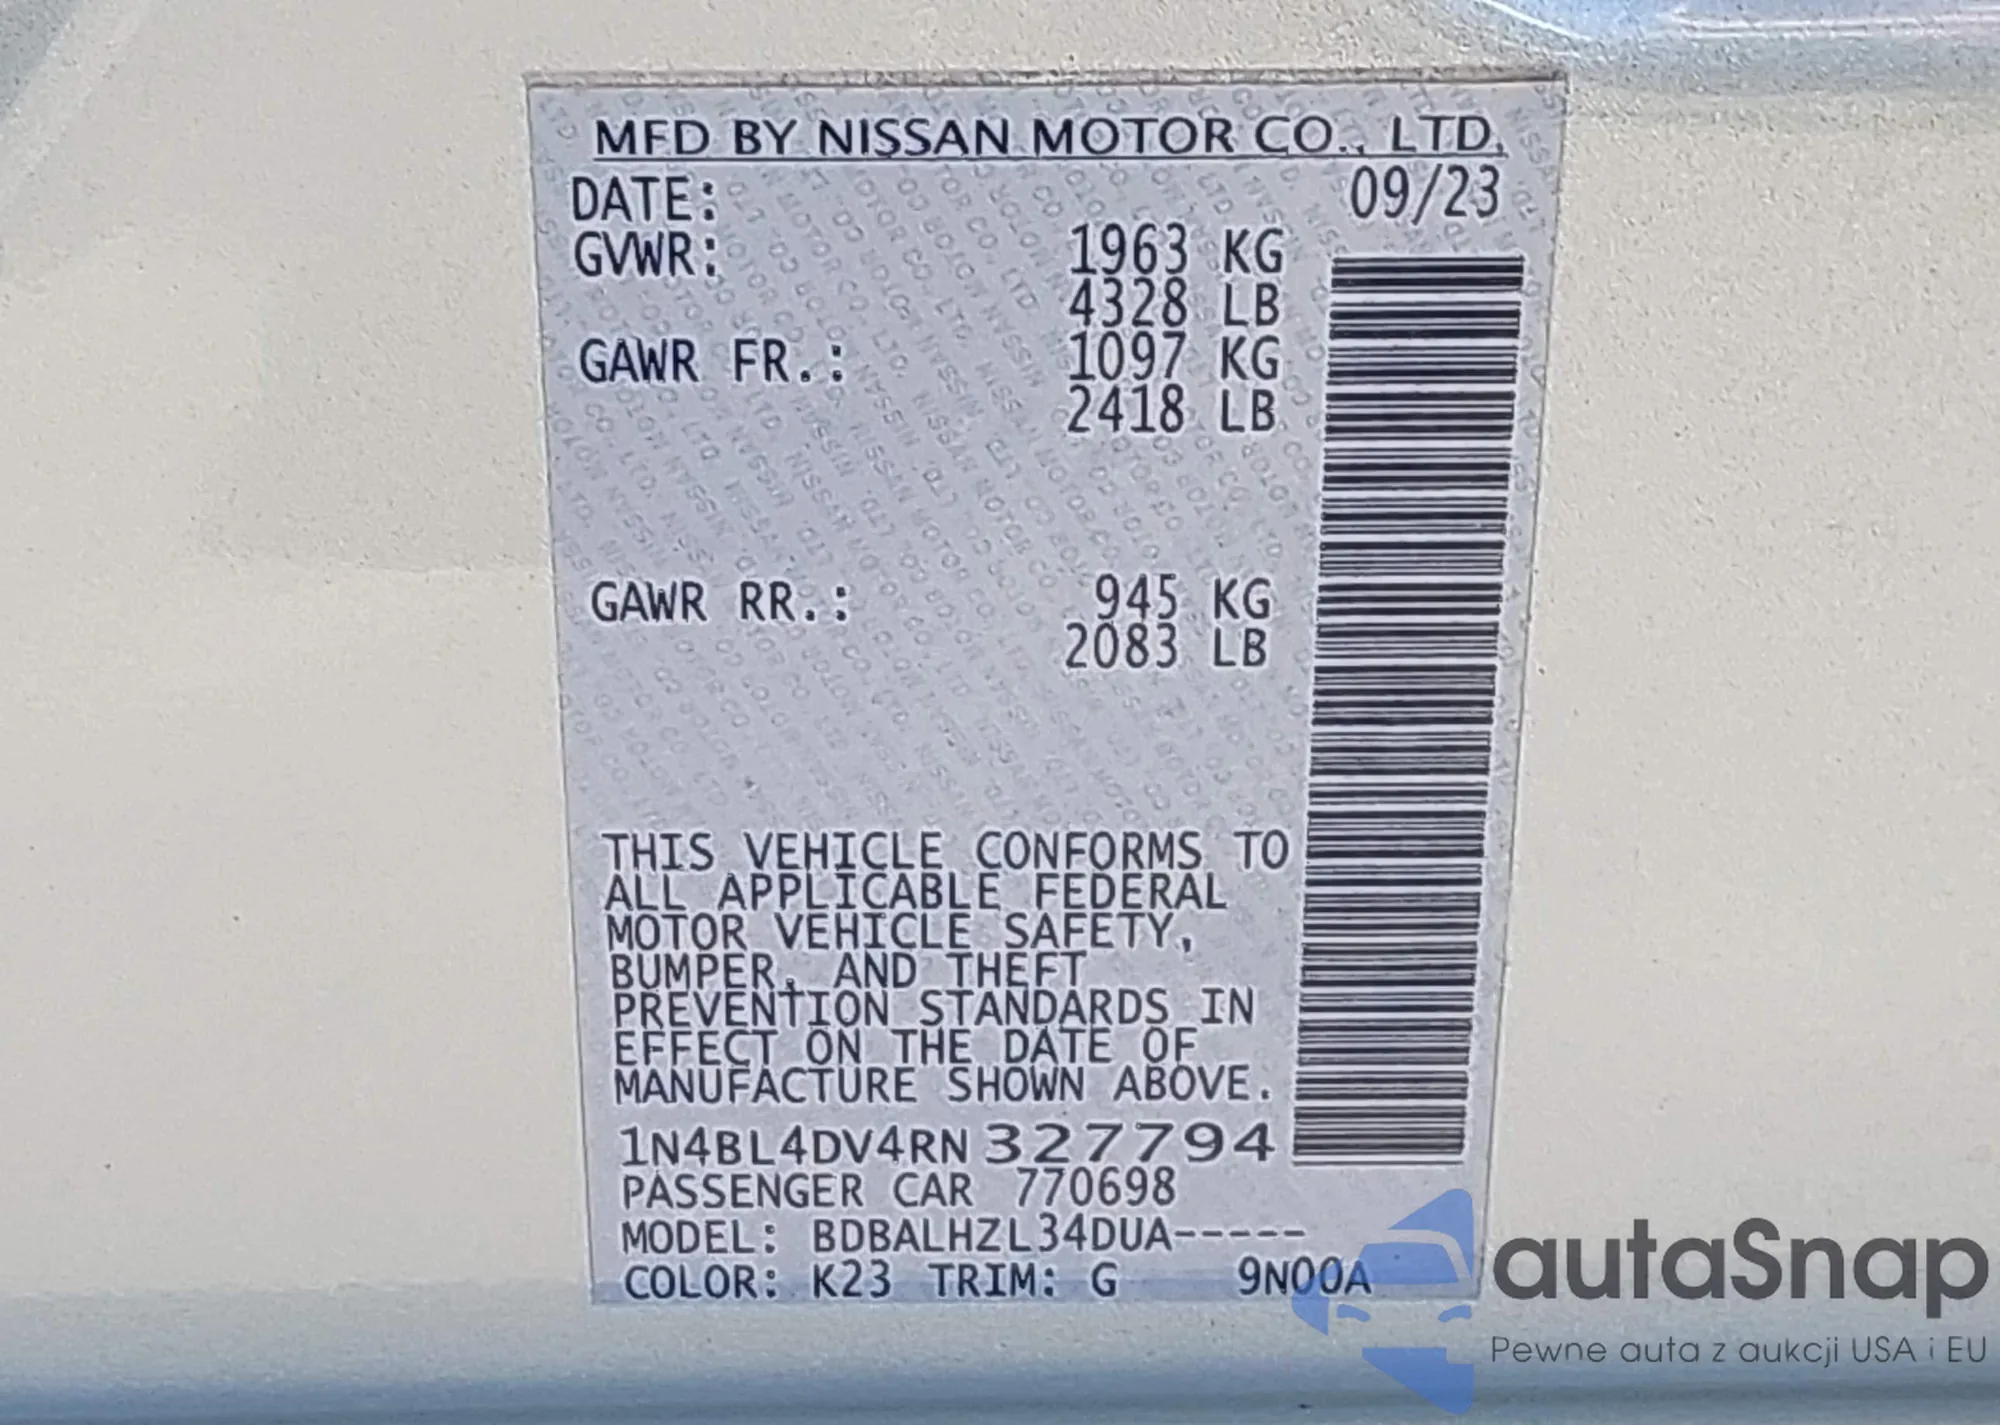 MFD BY NISSAN MOTOR CO., LTD.
DATE: 09/23
GVWR: 1963 KG
4328 LB
GAWR FR.: 1097 KG
2418 LB
GAWR RR.: 945 KG
2083 LB
THIS VEHICLE CONFORMS TO
ALL APPLICABLE FEDERAL
MOTOR VEHICLE SAFETY,
BUMPER, AND THEFT
PREVENTION STANDARDS IN
EFFECT ON THE DATE OF
MANUFACTURE SHOWN ABOVE.
1N4BL4DV4RN327794
PASSENGER CAR 770698
MODEL: BDBALHZL34DUA-----
COLOR: K23 TRIM: G 9N00A
autaSnap
Pewne auta z aukcji USA i EU